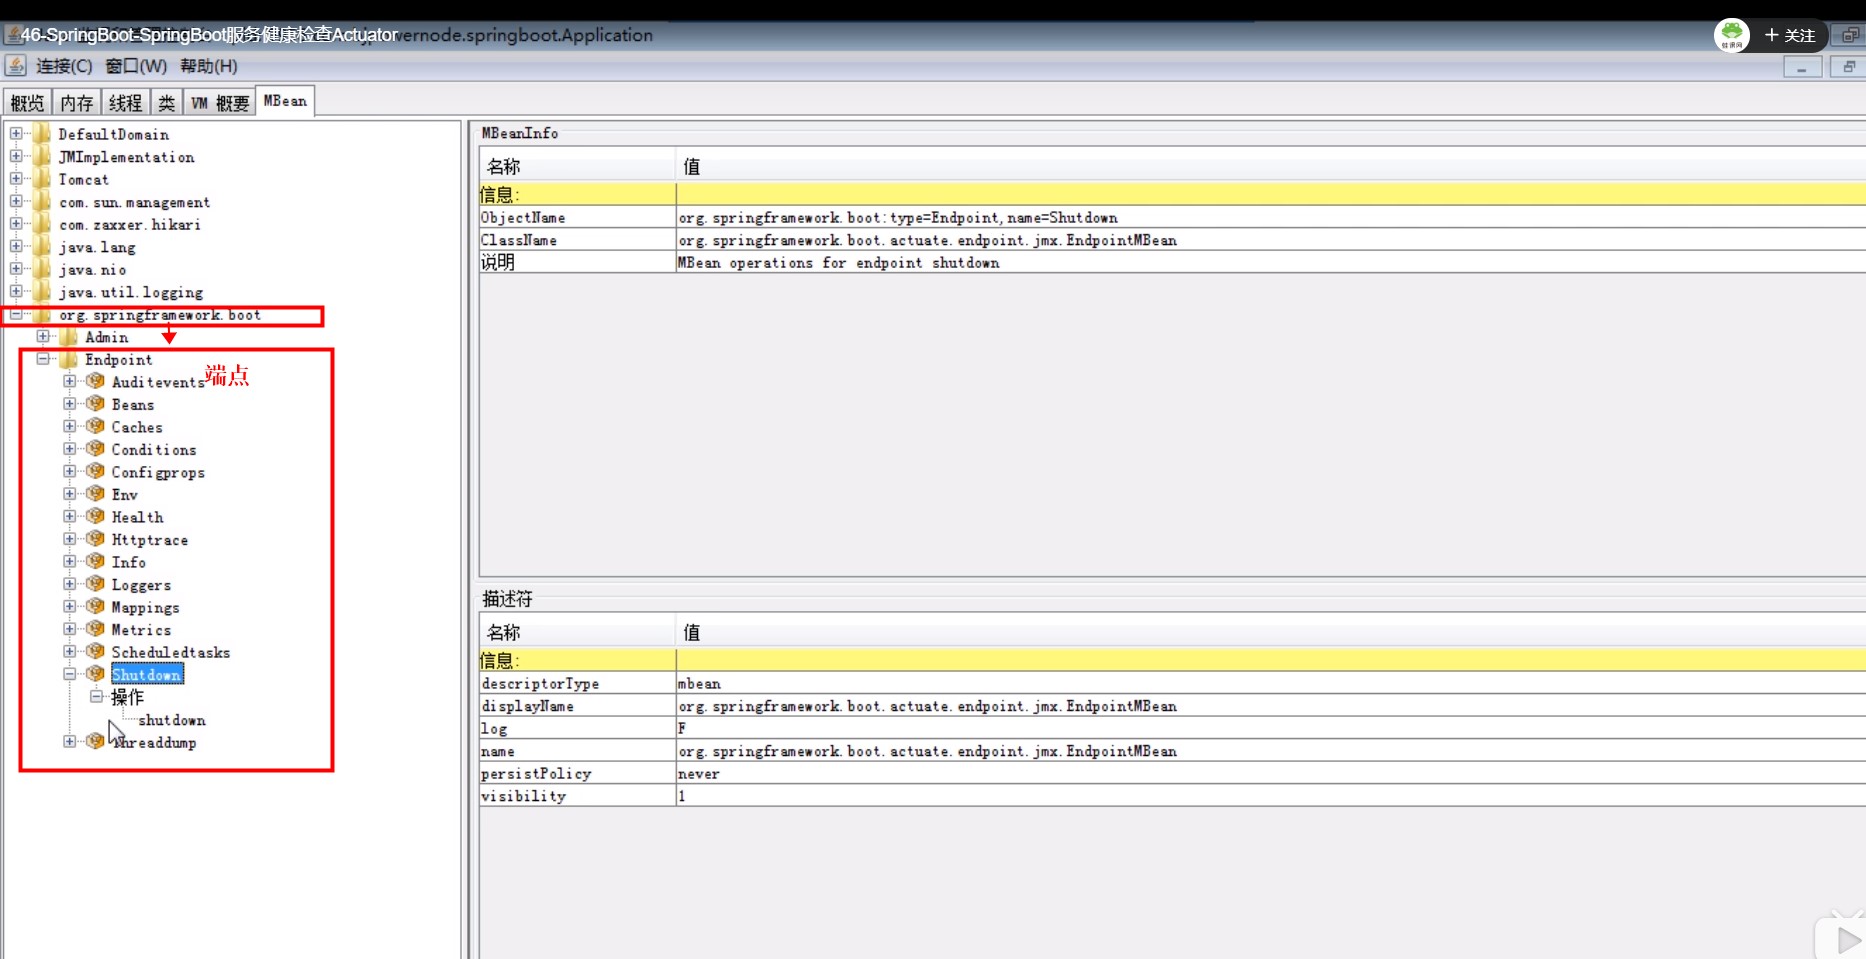 46-SpringBoot-SpringBoot服务健康检查Actuator
vernode.springboot.Application
+ 关注
连接(C) 窗口(W) 帮助(H)
概览 内存 线程 类 VM 概要 MBean
DefaultDomain
JMImplementation
Tomcat
com.sun.management
com.zaxxer.hikari
java.lang
java.nio
java.util.logging
org.springframework.boot
Admin
Endpoint
端点
Auditevents
Beans
Caches
Conditions
Configprops
Env
Health
Httptrace
Info
Loggers
Mappings
Metrics
Scheduledtasks
Shutdown
操作
shutdown
Threaddump
MBeanInfo
名称 值
信息:
ObjectName org.springframework.boot:type=Endpoint,name=Shutdown
ClassName org.springframework.boot.actuate.endpoint.jmx.EndpointMBean
说明 MBean operations for endpoint shutdown
描述符
名称 值
信息:
descriptorType mbean
displayName org.springframework.boot.actuate.endpoint.jmx.EndpointMBean
log F
name org.springframework.boot.actuate.endpoint.jmx.EndpointMBean
persistPolicy never
visibility 1